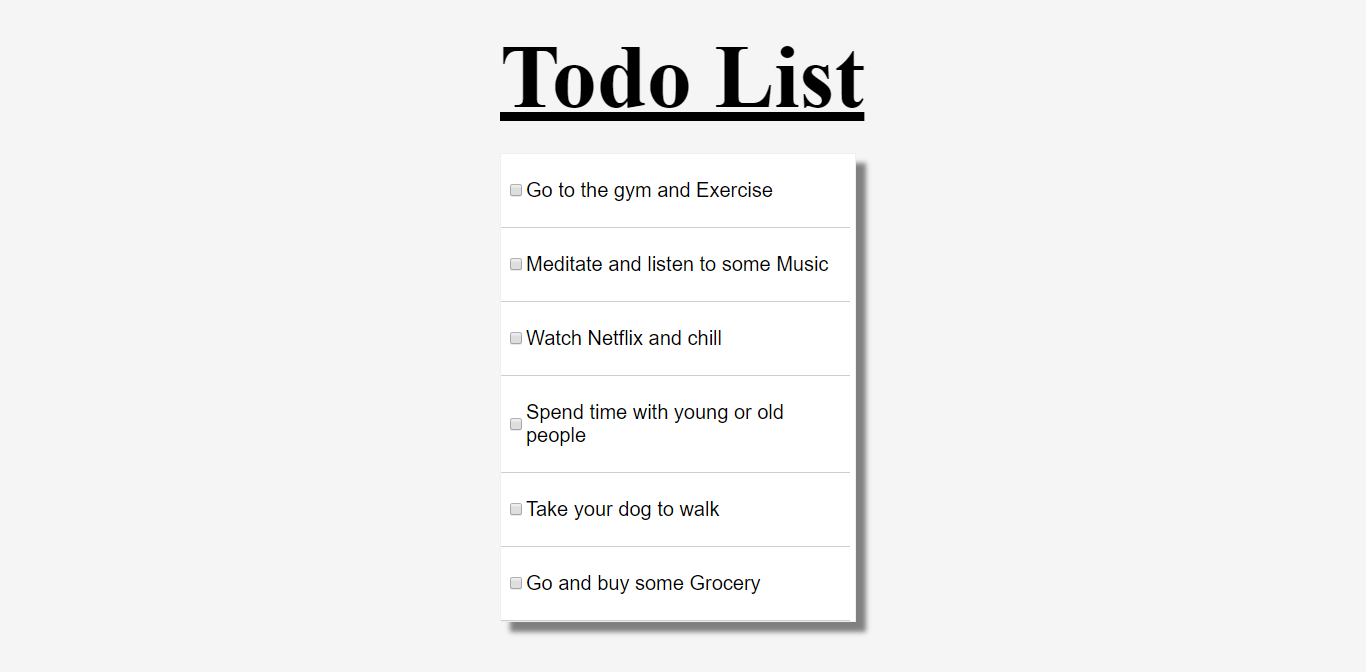 Todo List
Go to the gym and Exercise
Meditate and listen to some Music
Watch Netflix and chill
Spend time with young or old
people
Take your dog to walk
Go and buy some Grocery